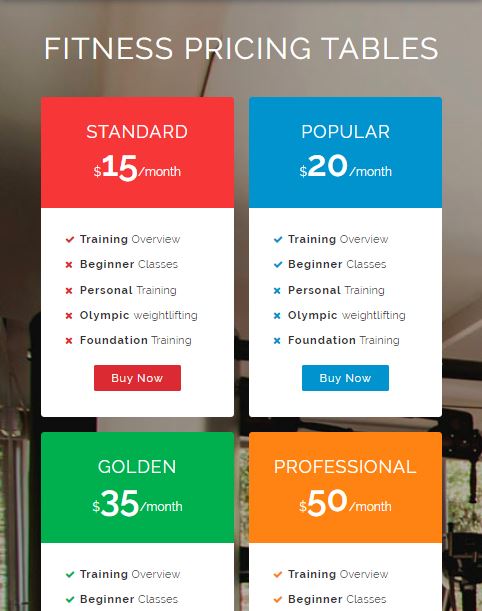 FITNESS PRICING TABLES
STANDARD
$15/month
Training Overview
Beginner Classes
Personal Training
Olympic weightlifting
Foundation Training
Buy Now
POPULAR
$20/month
Training Overview
Beginner Classes
Personal Training
Olympic weightlifting
Foundation Training
Buy Now
GOLDEN
$35/month
Training Overview
Beginner Classes
PROFESSIONAL
$50/month
Training Overview
Beginner Classes